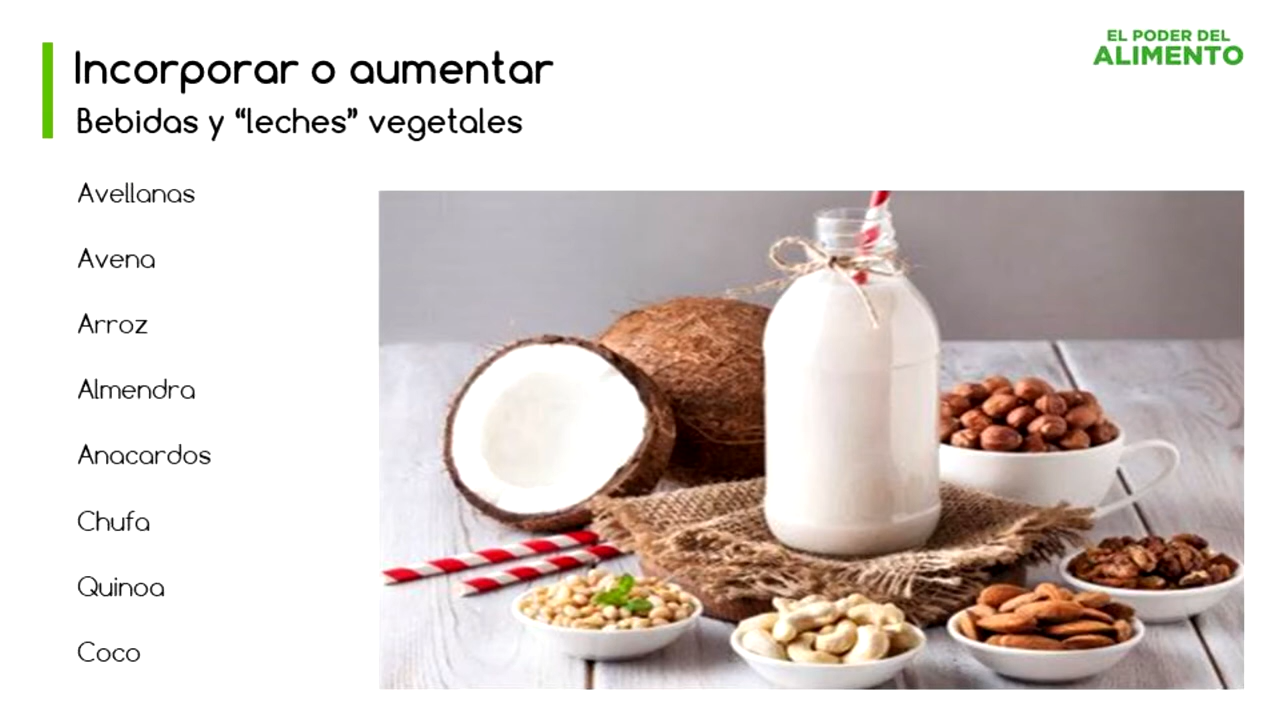 Incorporar o aumentar
Bebidas y “leches” vegetales
EL PODER DEL
ALIMENTO
Avellanas
Avena
Arroz
Almendra
Anacardos
Chufa
Quinoa
Coco